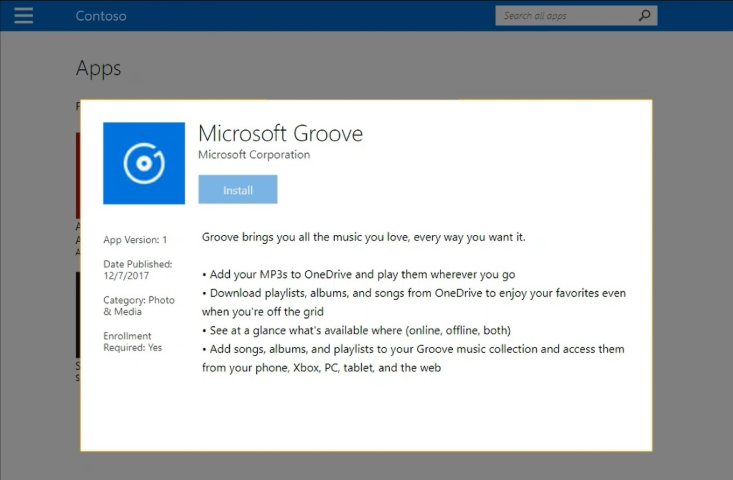 Contoso
Search all apps
Apps
Microsoft Groove
Microsoft Corporation
Install
App Version: 1
Date Published:
12/7/2017
Category: Photo
& Media
Enrollment
Required: Yes
Groove brings you all the music you love, every way you want it.
• Add your MP3s to OneDrive and play them wherever you go
• Download playlists, albums, and songs from OneDrive to enjoy your favorites even
when you're off the grid
• See at a glance what's available where (online, offline, both)
• Add songs, albums, and playlists to your Groove music collection and access them
from your phone, Xbox, PC, tablet, and the web